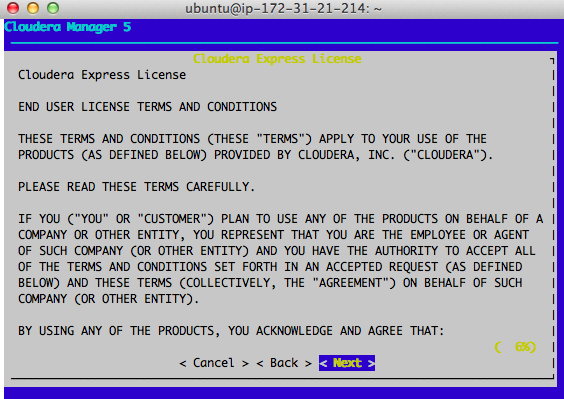 ubuntu@ip-172-31-21-214: ~
Cloudera Manager 5
Cloudera Express License
Cloudera Express License
END USER LICENSE TERMS AND CONDITIONS
THESE TERMS AND CONDITIONS (THESE "TERMS") APPLY TO YOUR USE OF THE
PRODUCTS (AS DEFINED BELOW) PROVIDED BY CLOUDERA, INC. ("CLOUDERA").
PLEASE READ THESE TERMS CAREFULLY.
IF YOU ("YOU" OR "CUSTOMER") PLAN TO USE ANY OF THE PRODUCTS ON BEHALF OF A
COMPANY OR OTHER ENTITY, YOU REPRESENT THAT YOU ARE THE EMPLOYEE OR AGENT
OF SUCH COMPANY (OR OTHER ENTITY) AND YOU HAVE THE AUTHORITY TO ACCEPT ALL
OF THE TERMS AND CONDITIONS SET FORTH IN AN ACCEPTED REQUEST (AS DEFINED
BELOW) AND THESE TERMS (COLLECTIVELY, THE "AGREEMENT") ON BEHALF OF SUCH
COMPANY (OR OTHER ENTITY).
BY USING ANY OF THE PRODUCTS, YOU ACKNOWLEDGE AND AGREE THAT:
( 6%)
< Cancel > < Back > < Next >